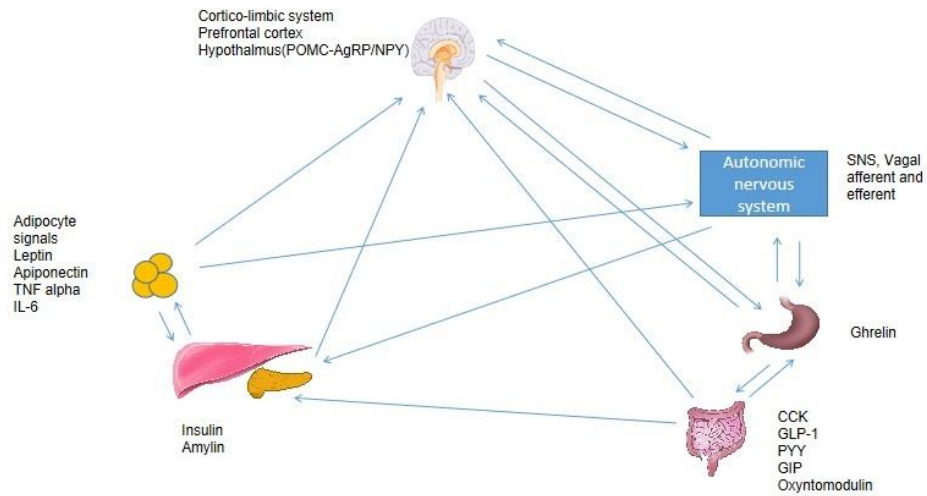 Cortico-limbic system
Prefrontal cortex
Hypothalmus(POMC-AgRP/NPY)
Autonomic
nervous
system
SNS, Vagal
afferent and
efferent
Adipocyte
signals
Leptin
Apiponectin
TNF alpha
IL-6
Ghrelin
Insulin
Amylin
CCK
GLP-1
PYY
GIP
Oxyntomodulin